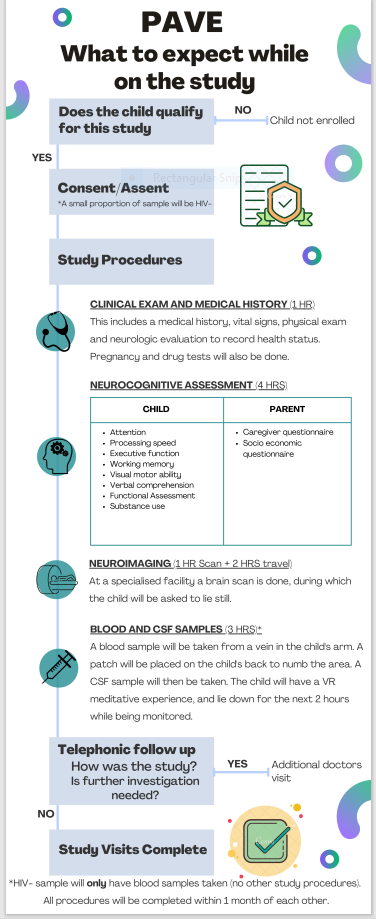 PAVE
What to expect while
on the study
Does the child qualify
for this study
NO
Child not enrolled
YES
Rectangular Snip
Consent/Assent
*A small proportion of sample will be HIV-
Study Procedures
CLINICAL EXAM AND MEDICAL HISTORY (1 HR)
This includes a medical history, vital signs, physical exam
and neurologic evaluation to record health status.
Pregnancy and drug tests will also be done.
NEUROCOGNITIVE ASSESSMENT (4 HRS)
CHILD
• Attention
• Processing speed
• Executive function
• Working memory
• Visual motor ability
• Verbal comprehension
• Functional Assessment
• Substance use
PARENT
• Caregiver questionnaire
• Socio economic
questionnaire
NEUROIMAGING (1 HR Scan + 2 HRS travel)
At a specialised facility a brain scan is done, during which
the child will be asked to lie still.
BLOOD AND CSF SAMPLES (3 HRS)*
A blood sample will be taken from a vein in the child's arm. A
patch will be placed on the child's back to numb the area. A
CSF sample will then be taken. The child will have a VR
meditative experience, and lie down for the next 2 hours
while being monitored.
Telephonic follow up
How was the study?
Is further investigation
needed?
YES
Additional doctors
visit
NO
Study Visits Complete
*HIV- sample will only have blood samples taken (no other study procedures).
All procedures will be completed within 1 month of each other.